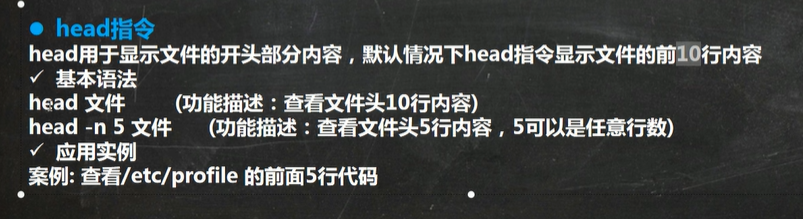 ● head指令
head用于显示文件的开头部分内容，默认情况下head指令显示文件的前10行内容
✓ 基本语法
head 文件 (功能描述：查看文件头10行内容)
head -n 5 文件 (功能描述：查看文件头5行内容，5可以是任意行数)
✓ 应用实例
案例: 查看/etc/profile 的前面5行代码